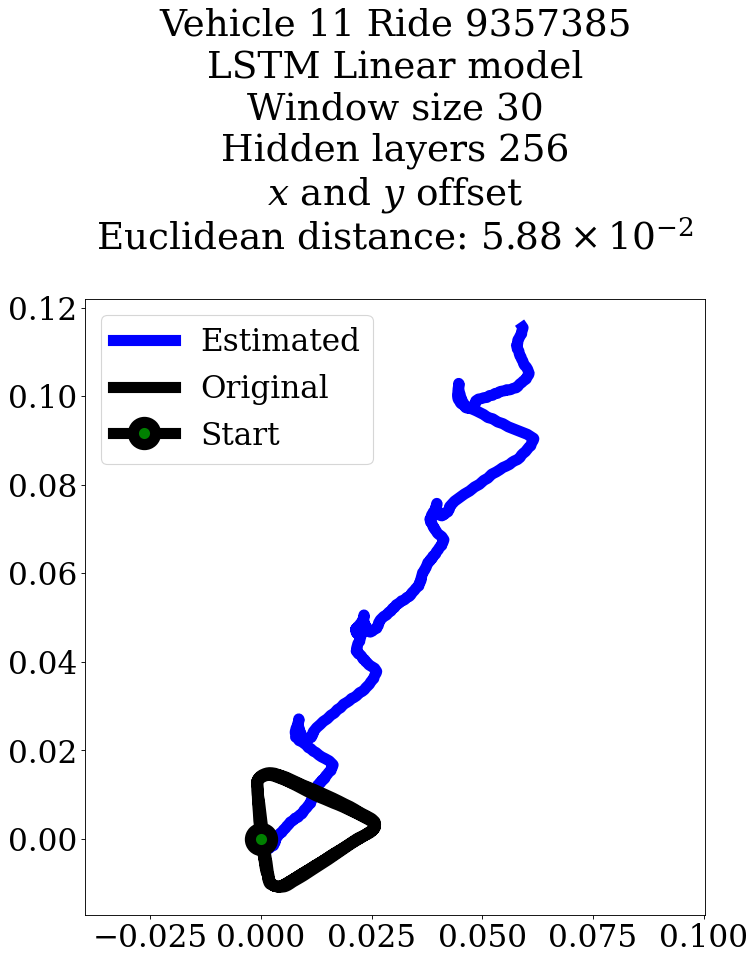 Vehicle 11 Ride 9357385
LSTM Linear model
Window size 30
Hidden layers 256
x and y offset
Euclidean distance: 5.88 × 10⁻²
0.12
0.10
0.08
0.06
0.04
0.02
0.00
Estimated
Original
Start
−0.025 0.000 0.025 0.050 0.075 0.100